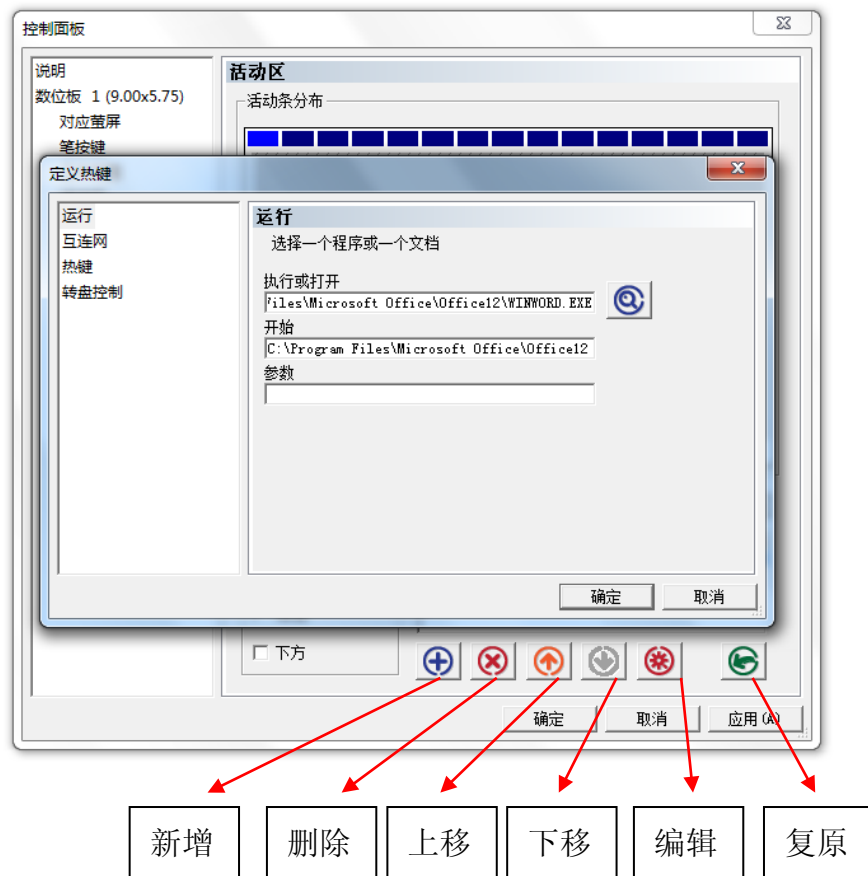 控制面板
说明
数位板 1 (9.00x5.75)
对应萤屏
笔按键
活动区
活动条分布
定义热键
运行
互连网
热键
转盘控制
运行
选择一个程序或一个文档
执行或打开
Files\Microsoft Office\Office12\WINWORD.EXE
开始
C:\Program Files\Microsoft Office\Office12
参数
确定
取消
下方
确定
取消
应用(A)
新增
删除
上移
下移
编辑
复原